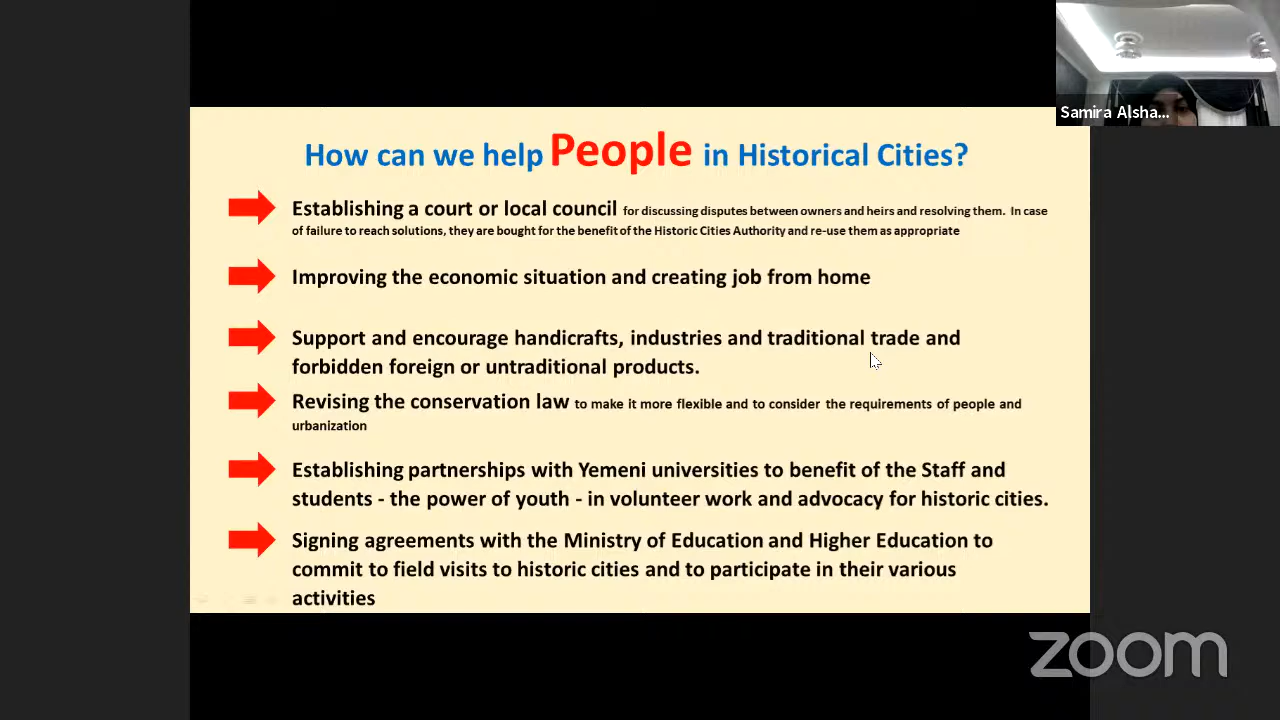 Samira Alsha...
How can we help People in Historical Cities?
Establishing a court or local council for discussing disputes between owners and heirs and resolving them. In case
of failure to reach solutions, they are bought for the benefit of the Historic Cities Authority and re-use them as appropriate
Improving the economic situation and creating job from home
Support and encourage handicrafts, industries and traditional trade and
forbidden foreign or untraditional products.
Revising the conservation law to make it more flexible and to consider the requirements of people and
urbanization
Establishing partnerships with Yemeni universities to benefit of the Staff and
students - the power of youth - in volunteer work and advocacy for historic cities.
Signing agreements with the Ministry of Education and Higher Education to
commit to field visits to historic cities and to participate in their various
activities
zoom